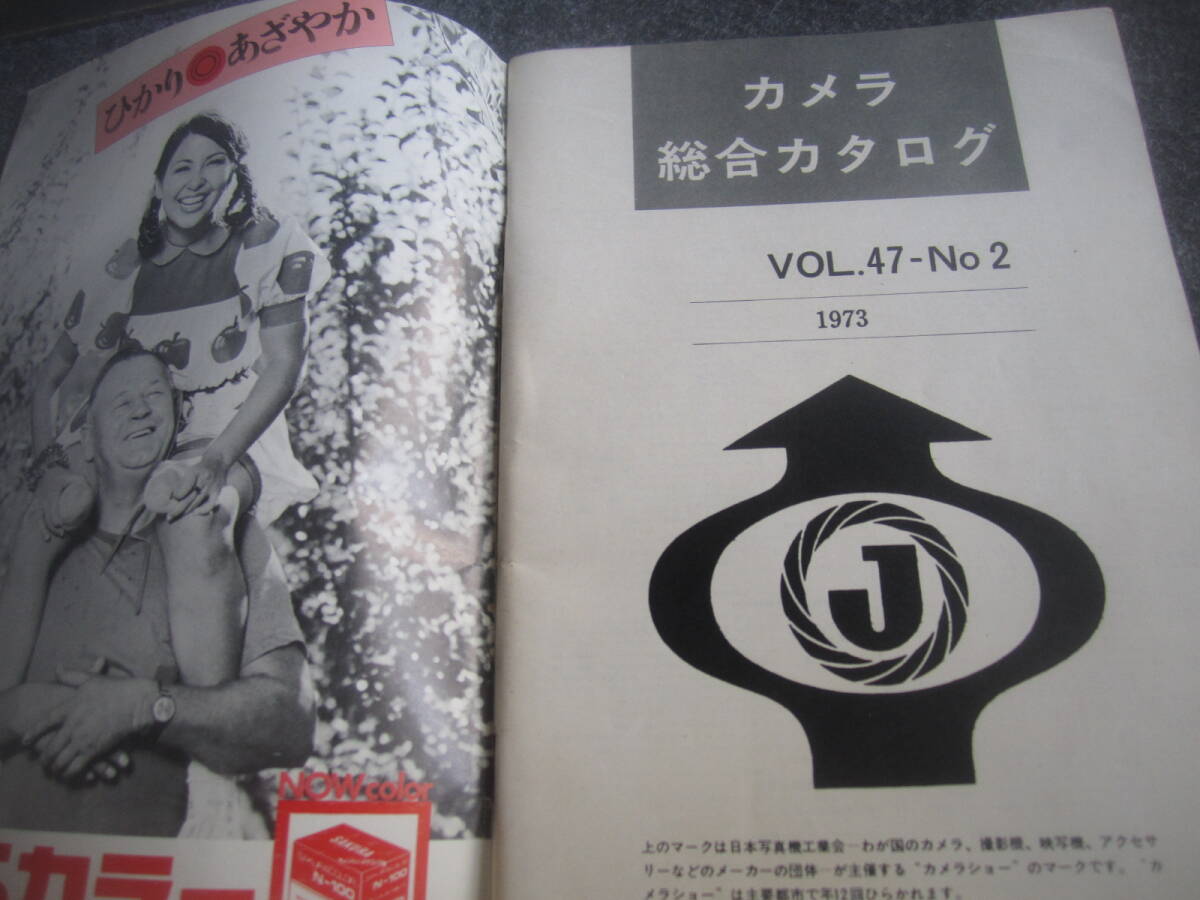 ひかり あざやか
NOW color
カラー
N-100
N-100
カメラ
総合カタログ
VOL.47-No 2
1973
J
上のマークは日本写真機工業会—わが国のカメラ、撮影機、映写機、アクセサ
リーなどのメーカーの団体—が主催する“カメラショー”のマークです。“カ
メラショー”は主要都市で年12回ひらかれます。